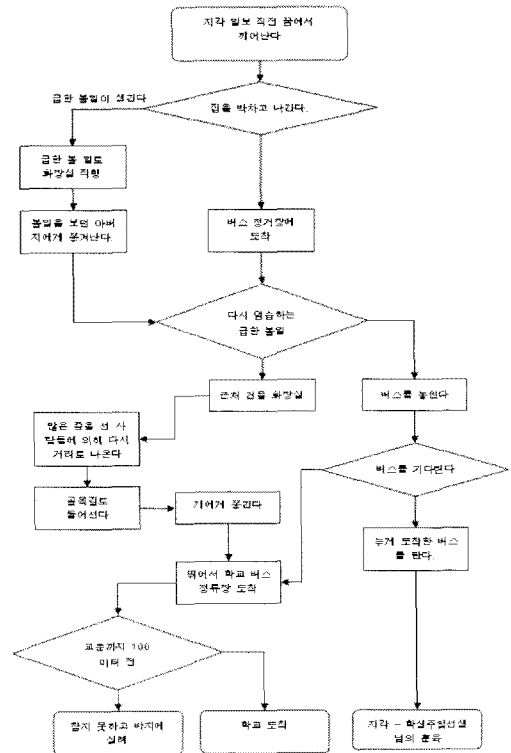 지각 일보 직전 꿈에서
깨어난다
급한 볼일이 생긴다
집을 박차고 나간다.
급한 볼 일로
화장실 직행
볼일을 보던 아버
지에게 쫓겨난다.
버스 정거장에
도착
다시 엄습하는
급한 볼일
근처 건물 화장실
버스를 놓친다
많은 줄을 선 사
람들에 의해 다시
거리로 나온다
버스를 기다린다
골목길로
들어선다
개에게 쫓긴다
늦게 도착한 버스
를 탄다.
뛰어서 학교 버스
정류장 도착
교문까지 100
미터 전
참지 못하고 바지에
실례
학교 도착
지각 – 학생주임선생
님의 훈육